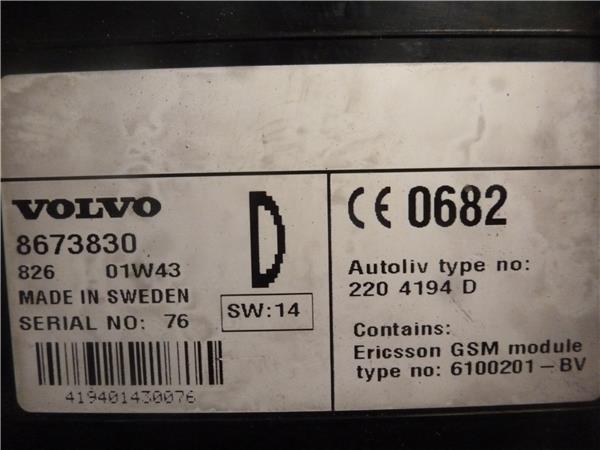 VOLVO
8673830
826 01W43
MADE IN SWEDEN
SERIAL NO: 76
D
SW:14
419401430076
CE 0682
Autoliv type no:
220 4194 D
Contains:
Ericsson GSM module
type no: 6100201-BV